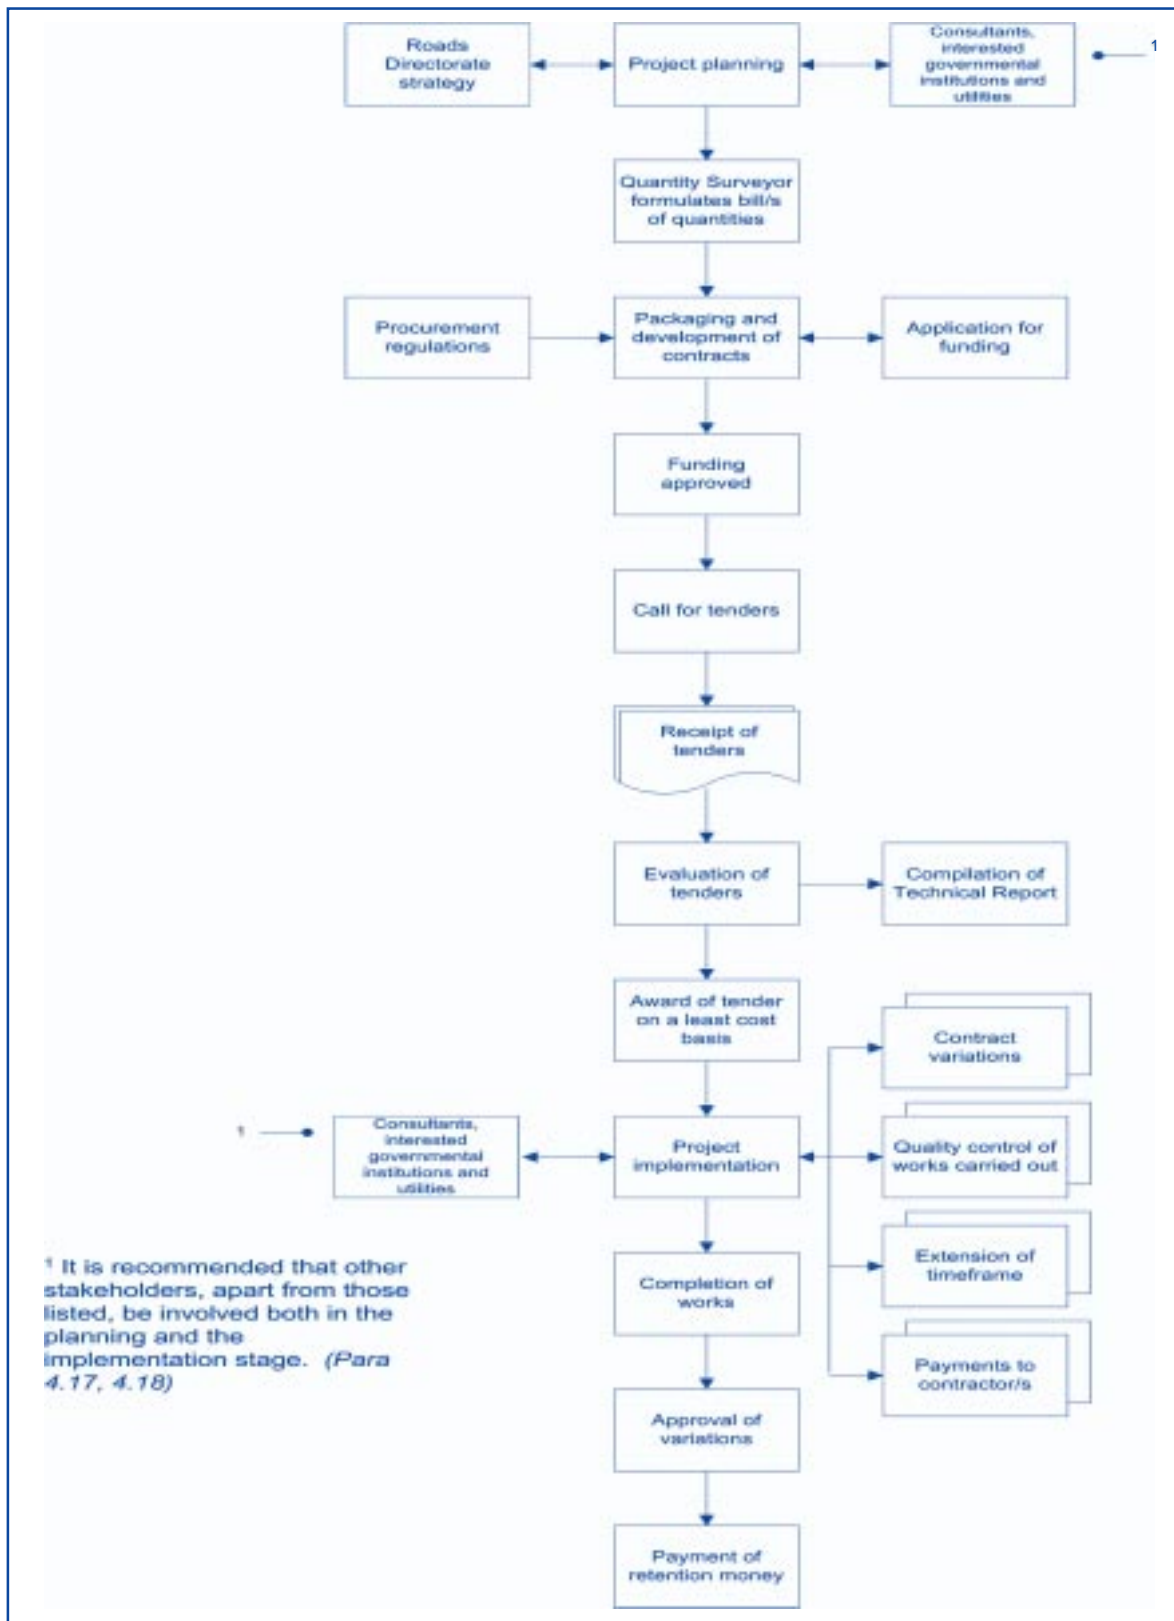 Roads
Directorate
strategy
Project planning
Consultants,
interested
governmental
institutions and
utilities
1
Quantity Surveyor
formulates bill/s
of quantities
Procurement
regulations
Packaging and
development of
contracts
Application for
funding
Funding
approved
Call for tenders
Receipt of
tenders
Evaluation of
tenders
Compilation of
Technical Report
Award of tender
on a least cost
basis
Contract
variations
1
Consultants,
interested
governmental
institutions and
utilities
Project
implementation
Quality control of
works carried out
¹ It is recommended that other
stakeholders, apart from those
listed, be involved both in the
planning and the
implementation stage. (Para
4.17, 4.18)
Completion of
works
Extension of
timeframe
Payments to
contractor/s
Approval of
variations
Payment of
retention money